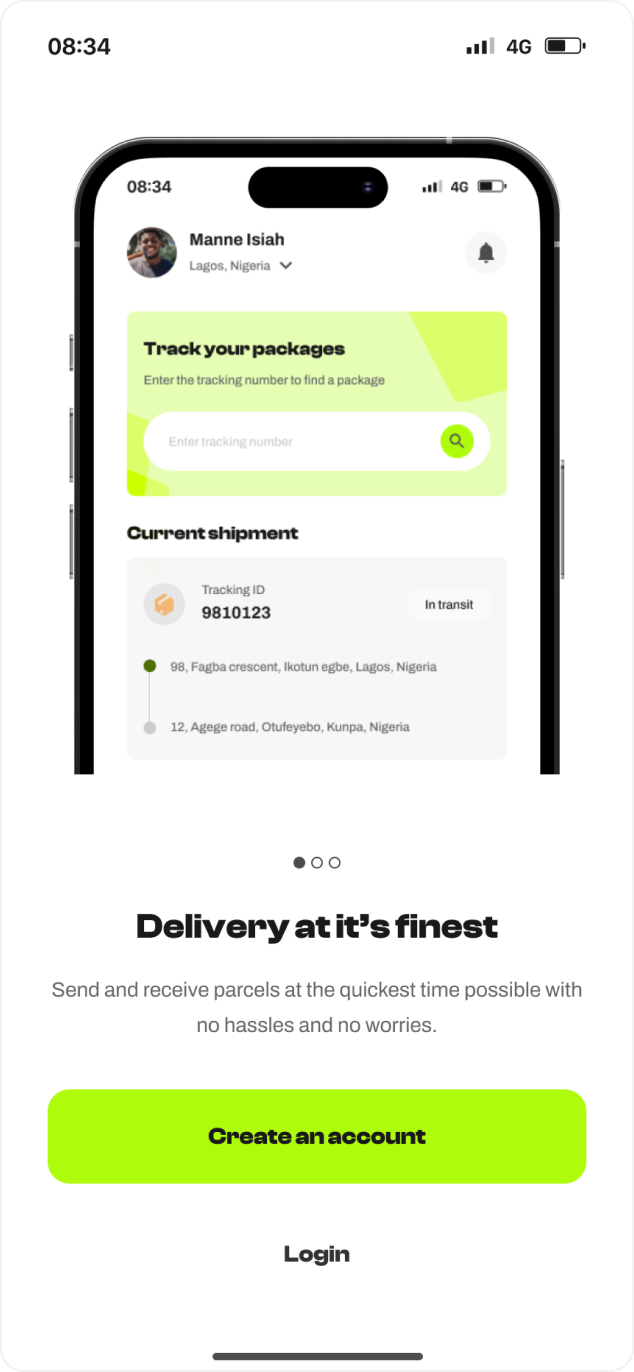 08:34 4G
08:34 4G
Manne Isiah
Lagos, Nigeria
Track your packages
Enter the tracking number to find a package
Enter tracking number
Current shipment
Tracking ID
9810123
In transit
98, Fagba crescent, Ikotun egbe, Lagos, Nigeria
12, Agege road, Otufeyebo, Kunpa, Nigeria
Delivery at it’s finest
Send and receive parcels at the quickest time possible with
no hassles and no worries.
Create an account
Login